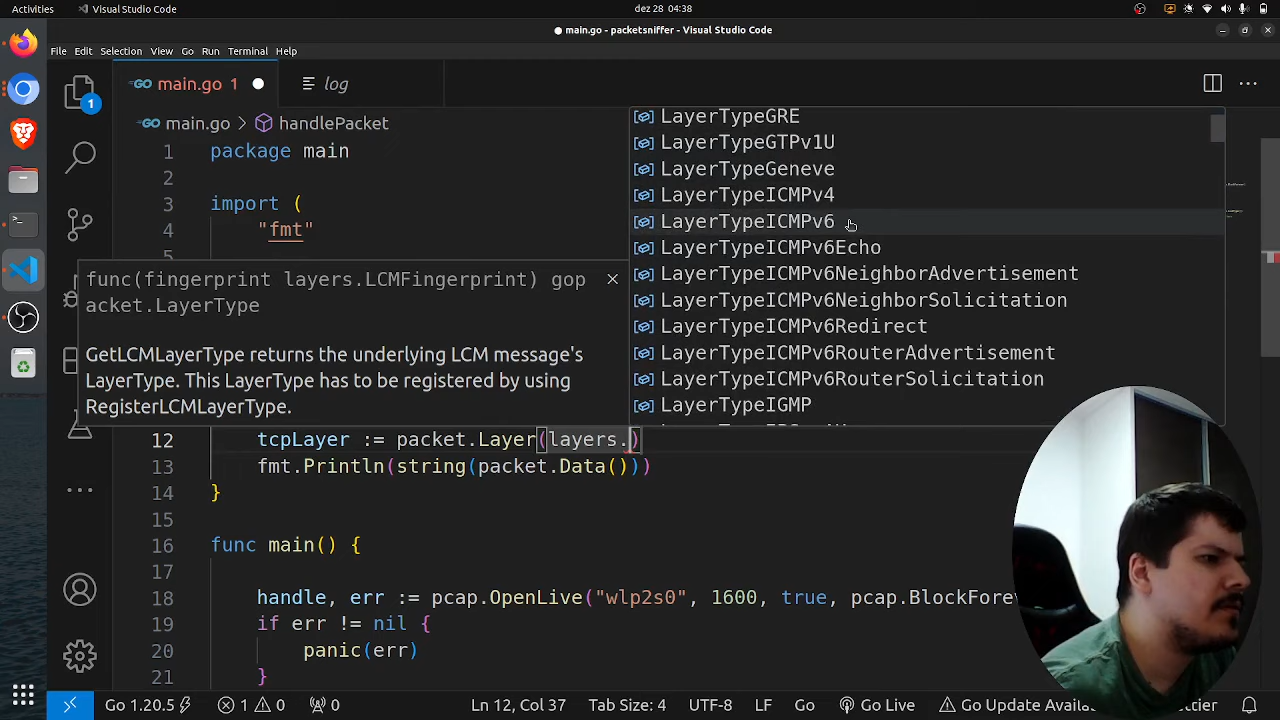 Activities
Visual Studio Code
dez 28 04:38
main.go - packetsniffer - Visual Studio Code
File Edit Selection View Go Run Terminal Help
main.go 1
log
main.go > handlePacket
1 package main
2
3 import (
4 "fmt"
5
func(fingerprint layers.LCMFingerprint) gop
acket.LayerType
GetLCMLayerType returns the underlying LCM message's
LayerType. This LayerType has to be registered by using
RegisterLCMLayerType.
LayerTypeGRE
LayerTypeGTPv1U
LayerTypeGeneve
LayerTypeICMPv4
LayerTypeICMPv6
LayerTypeICMPv6Echo
LayerTypeICMPv6NeighborAdvertisement
LayerTypeICMPv6NeighborSolicitation
LayerTypeICMPv6Redirect
LayerTypeICMPv6RouterAdvertisement
LayerTypeICMPv6RouterSolicitation
LayerTypeIGMP
12 tcpLayer := packet.Layer(layers.)
13 fmt.Println(string(packet.Data()))
14 }
15
16 func main() {
17
18 handle, err := pcap.OpenLive("wlp2s0", 1600, true, pcap.BlockForev
19 if err != nil {
20 panic(err)
21 }
1
Go 1.20.5
1 0
0
Ln 12, Col 37
Tab Size: 4
UTF-8
LF
Go
Go Live
Go Update Availa
ettier